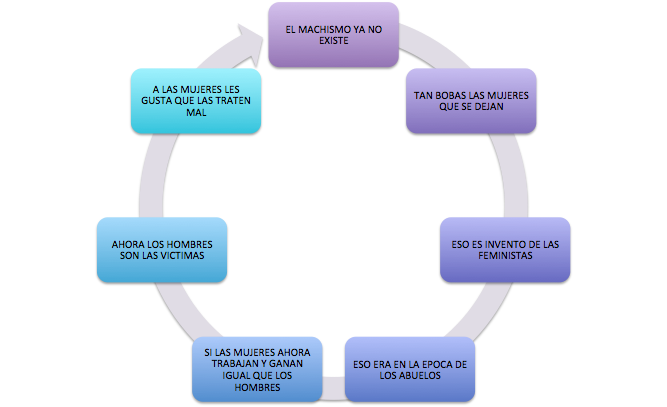 EL MACHISMO YA NO
EXISTE
TAN BOBAS LAS MUJERES
QUE SE DEJAN
ESO ES INVENTO DE LAS
FEMINISTAS
ESO ERA EN LA EPOCA DE
LOS ABUELOS
SI LAS MUJERES AHORA
TRABAJAN Y GANAN
IGUAL QUE LOS
HOMBRES
AHORA LOS HOMBRES
SON LAS VICTIMAS
A LAS MUJERES LES
GUSTA QUE LAS TRATEN
MAL